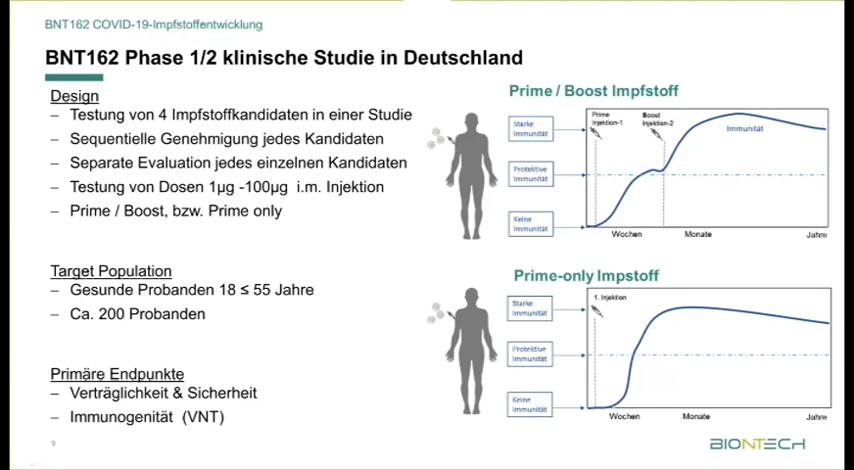 BNT162 COVID-19-Impfstoffentwicklung
BNT162 Phase 1/2 klinische Studie in Deutschland
Design
– Testung von 4 Impfstoffkandidaten in einer Studie
– Sequentielle Genehmigung jedes Kandidaten
– Separate Evaluation jedes einzelnen Kandidaten
– Testung von Dosen 1µg -100µg i.m. Injektion
– Prime / Boost, bzw. Prime only
Target Population
– Gesunde Probanden 18 ≤ 55 Jahre
– Ca. 200 Probanden
Primäre Endpunkte
– Verträglichkeit & Sicherheit
– Immunogenität (VNT)
9
Prime / Boost Impfstoff
Starke
Immunität
Protektive
Immunität
Keine
Immunität
Prime
Injektion-1
Boost
Injektion-2
Immunität
Wochen
Monate
Jahre
Prime-only Impstoff
Starke
Immunität
Protektive
Immunität
Keine
Immunität
1. Injektion
Wochen
Monate
Jahre
BIONTECH